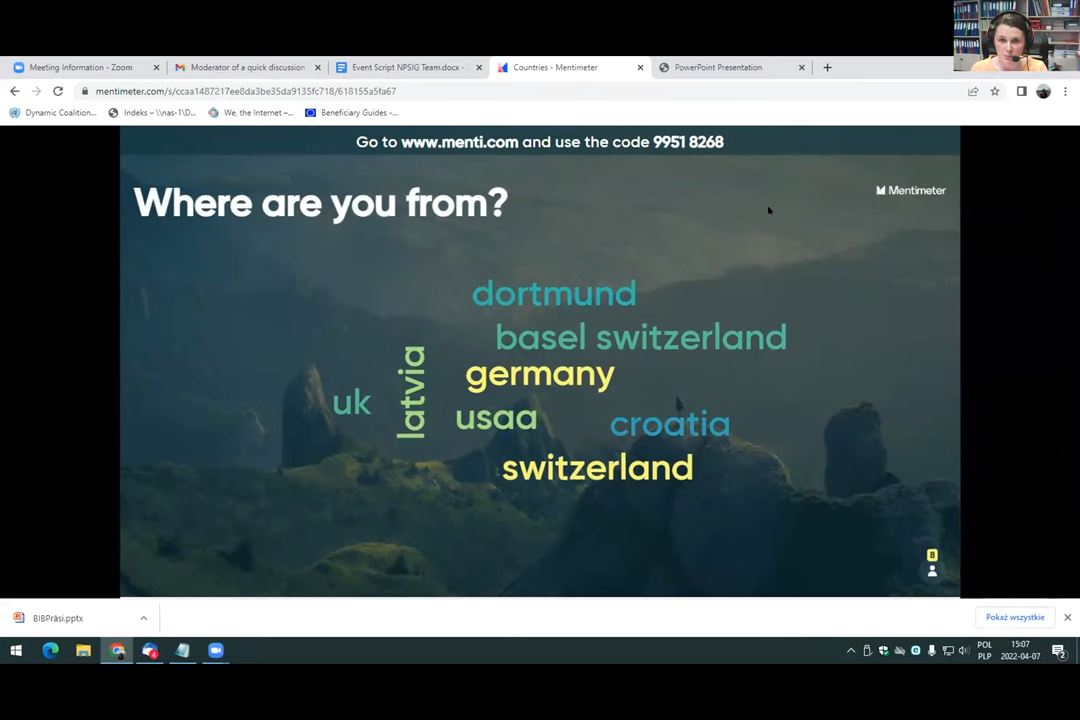 Meeting Information - Zoom
Moderator of a quick discussion
Event Script NPSIG Team.docx -
Countries - Mentimeter
PowerPoint Presentation
mentimeter.com/s/ccaa1487217ee8da3be35da9135fc718/618155a5fa67
Dynamic Coalition...
Indeks – \\nas-1\D...
We, the Internet –...
Beneficiary Guides -...
Go to www.menti.com and use the code 9951 8268
Where are you from?
Mentimeter
dortmund
basel switzerland
germany
uk
latvia
usaa
croatia
switzerland
8
BIBPräsi.pptx
Pokaż wszystkie
POL
PLP
15:07
2022-04-07
2